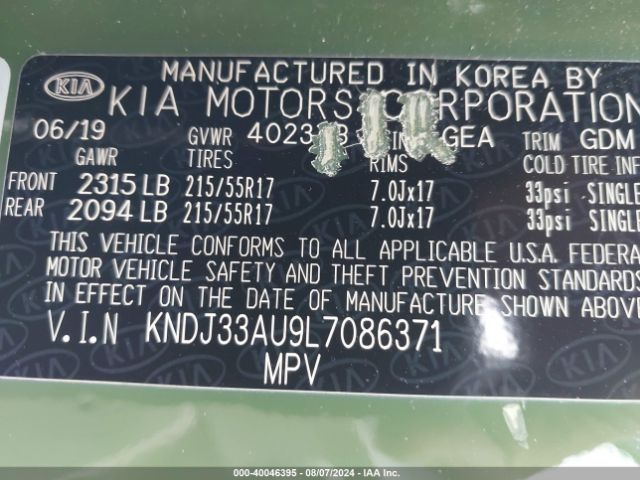 KIA MANUFACTURED IN KOREA BY
KIA MOTORS CORPORATION
06/19 GVWR GEA TRIM GDM
GAWR TIRES RIMS COLD TIRE INF
FRONT 2315 LB 215/55R17 7.0Jx17 33psi SINGLE
REAR 2094 LB 215/55R17 7.0Jx17 33psi SINGLE
THIS VEHICLE CONFORMS TO ALL APPLICABLE U.S.A. FEDERA
MOTOR VEHICLE SAFETY AND THEFT PREVENTION STANDARDS
IN EFFECT ON THE DATE OF MANUFACTURE SHOWN ABOVE
V.I.N KNDJ33AU9L7086371
MPV
000-40046395 - 08/07/2024 - IAA Inc.